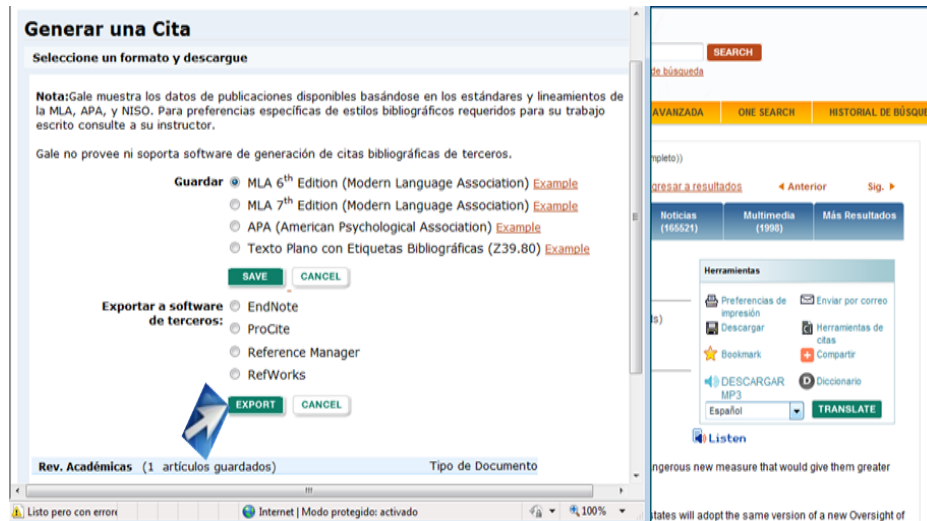 Generar una Cita
Seleccione un formato y descargue
Nota:Gale muestra los datos de publicaciones disponibles basándose en los estándares y lineamientos de
la MLA, APA, y NISO. Para preferencias específicas de estilos bibliográficos requeridos para su trabajo
escrito consulte a su instructor.
Gale no provee ni soporta software de generación de citas bibliográficas de terceros.
Guardar MLA 6th Edition (Modern Language Association) Example
MLA 7th Edition (Modern Language Association) Example
APA (American Psychological Association) Example
Texto Plano con Etiquetas Bibliográficas (Z39.80) Example
SAVE CANCEL
Exportar a software EndNote
de terceros: ProCite
Reference Manager
RefWorks
EXPORT CANCEL
Rev. Académicas (1 artículos guardados) Tipo de Documento
Listo pero con errore Internet | Modo protegido: activado 100%
SEARCH
de búsqueda
AVANZADA ONE SEARCH HISTORIAL DE BÚSQUE
mpleto))
gresar a resultados Anterior Sig.
Noticias Multimedia Más Resultados
(165521) (1998)
Herramientas
Preferencias de Enviar por correo
impresión
Descargar Herramientas de
citas
Bookmark Compartir
DESCARGAR D Diccionario
MP3
Español TRANSLATE
Listen
ngerous new measure that would give them greater
states will adopt the same version of a new Oversight of